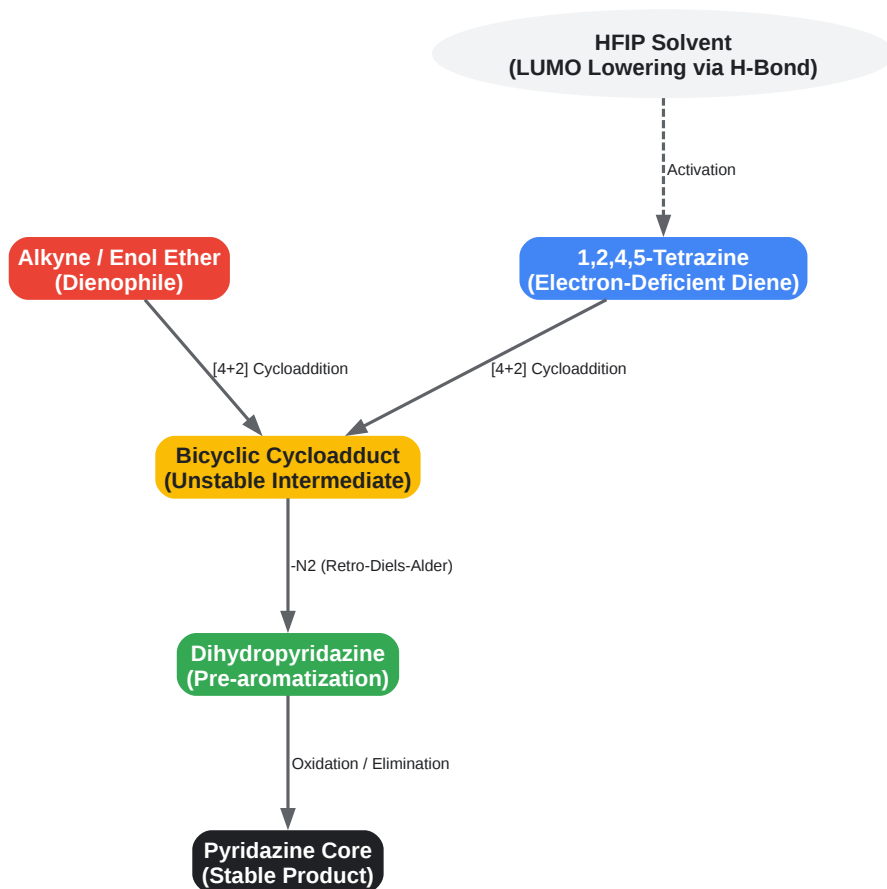 HFIP Solvent
(LUMO Lowering via H-Bond)
Activation
Alkyne / Enol Ether
(Dienophile)
1,2,4,5-Tetrazine
(Electron-Deficient Diene)
[4+2] Cycloaddition
[4+2] Cycloaddition
Bicyclic Cycloadduct
(Unstable Intermediate)
-N2 (Retro-Diels-Alder)
Dihydropyridazine
(Pre-aromatization)
Oxidation / Elimination
Pyridazine Core
(Stable Product)